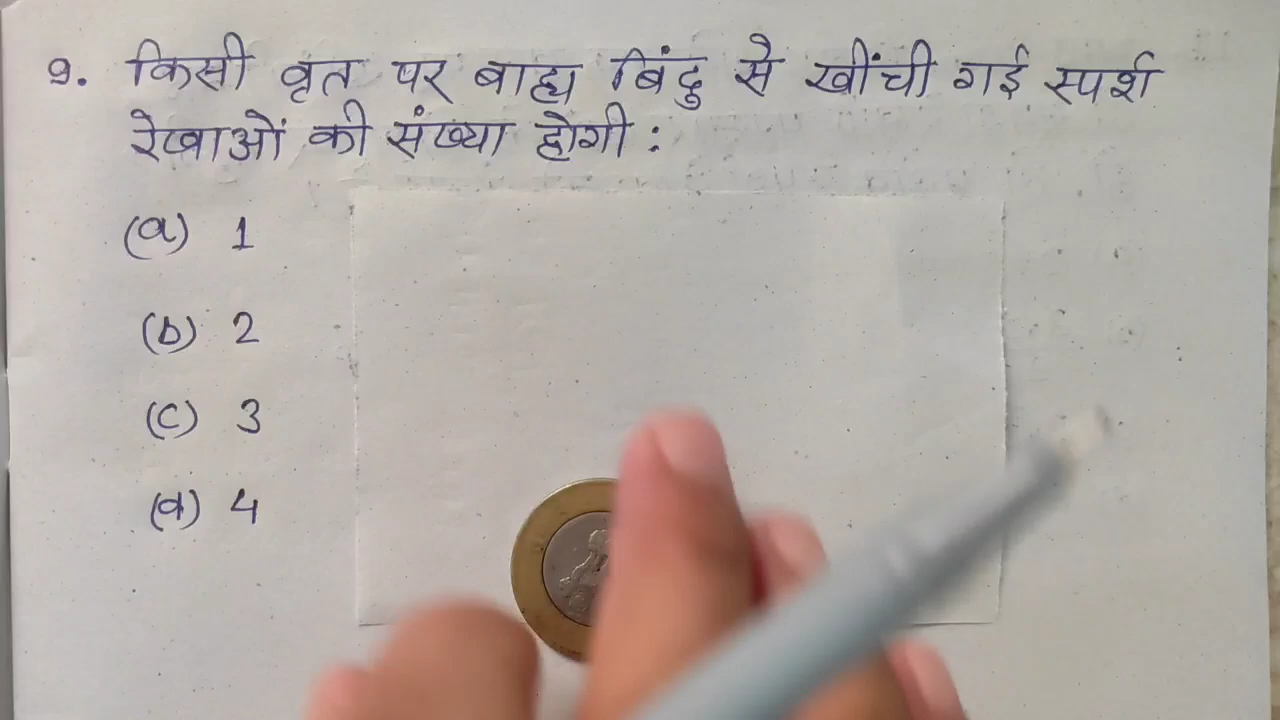 9. किसी वृत पर बाह्य बिंदु से खींची गई स्पर्श
रेखाओं की संख्या होगी :
(a) 1
(b) 2
(c) 3
(d) 4